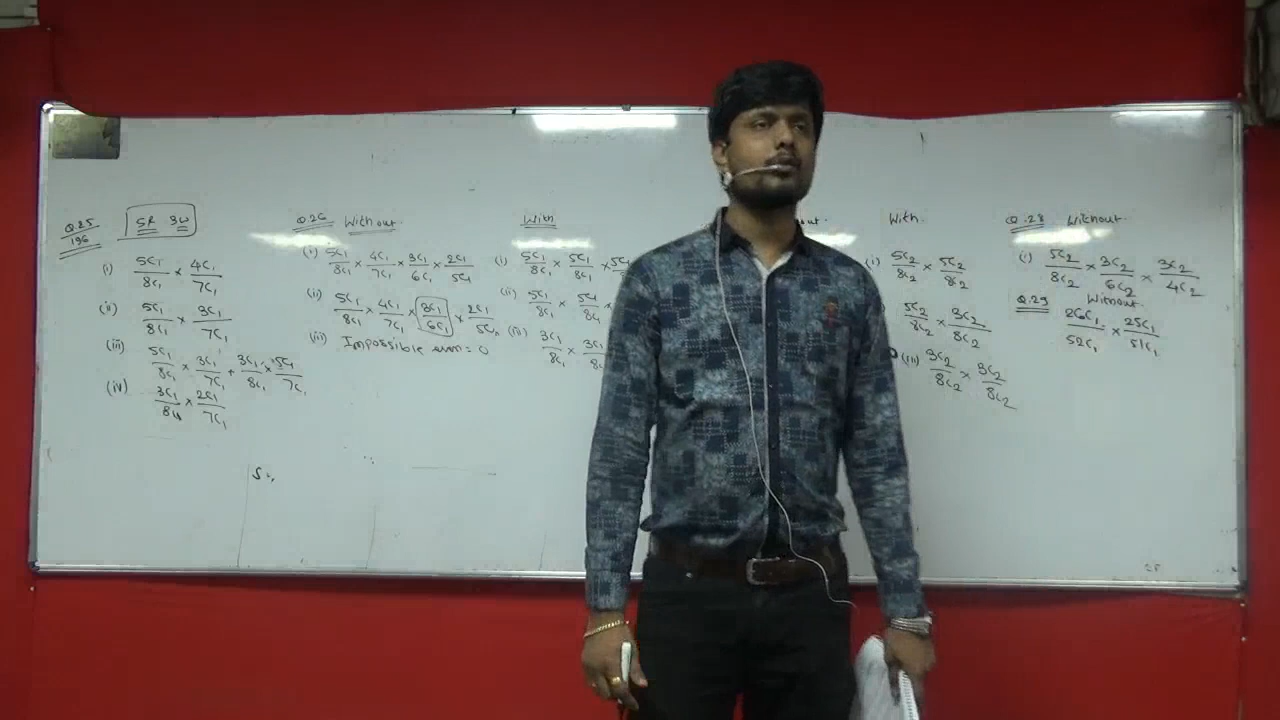 Q.25
196
5R 3W
(i) 5C1/8C1 × 4C1/7C1
(ii) 5C1/8C1 × 3C1/7C1
(iii) 5C1/8C1 × 3C1/7C1 + 3C1/8C1 × 5C1/7C1
(iv) 3C1/8C1 × 2C1/7C1
Q.26 Without
(i) 5C1/8C1 × 4C1/7C1 × 3C1/6C1 × 2C1/5C1
(ii) 5C1/8C1 × 4C1/7C1 × 3C1/6C1 × 2C1/5C1
(iii) Impossible even = 0
With
(i) 5C1/8C1 × 5C1/8C1 × 5C1
(ii) 5C1/8C1 × 5C1/8C1
(iii) 3C1/8C1 × 3C1/8C1
With.
(i) 5C2/8C2 × 5C2/8C2
5C2/8C2 × 3C2/8C2
(iii) 3C2/8C2 × 3C2/8C2
Q.28 Without.
(i) 5C2/8C2 × 3C2/6C2 × 3C2/4C2
Q.29 Without
26C1/52C1 × 25C1/51C1